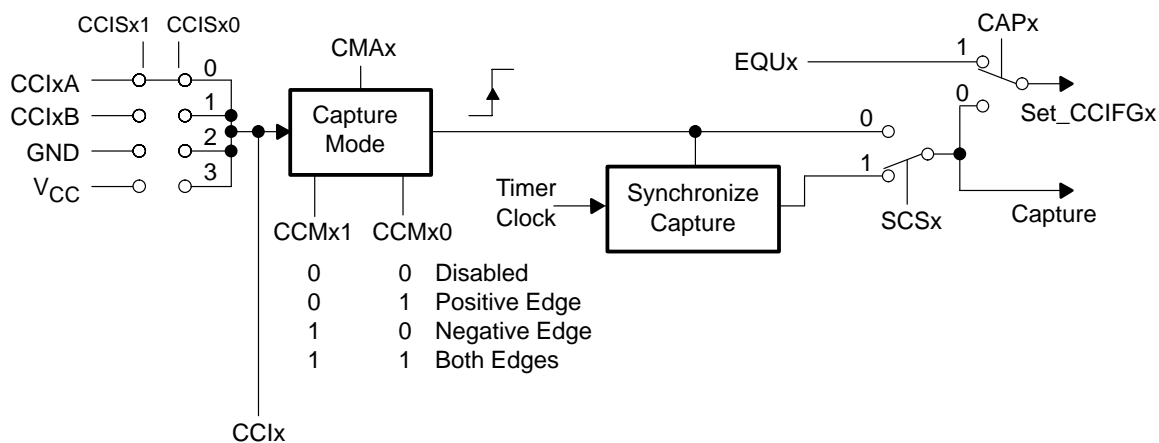 CCISx1 CCISx0
CMAx
CAPx
CCIxA
CCIxB
GND
VCC
0
1
2
3
Capture
Mode
EQUx
1
0
Set_CCIFGx
0
1
Timer
Clock
Synchronize
Capture
SCSx
Capture
CCMx1 CCMx0
0 0 Disabled
0 1 Positive Edge
1 0 Negative Edge
1 1 Both Edges
CCIx